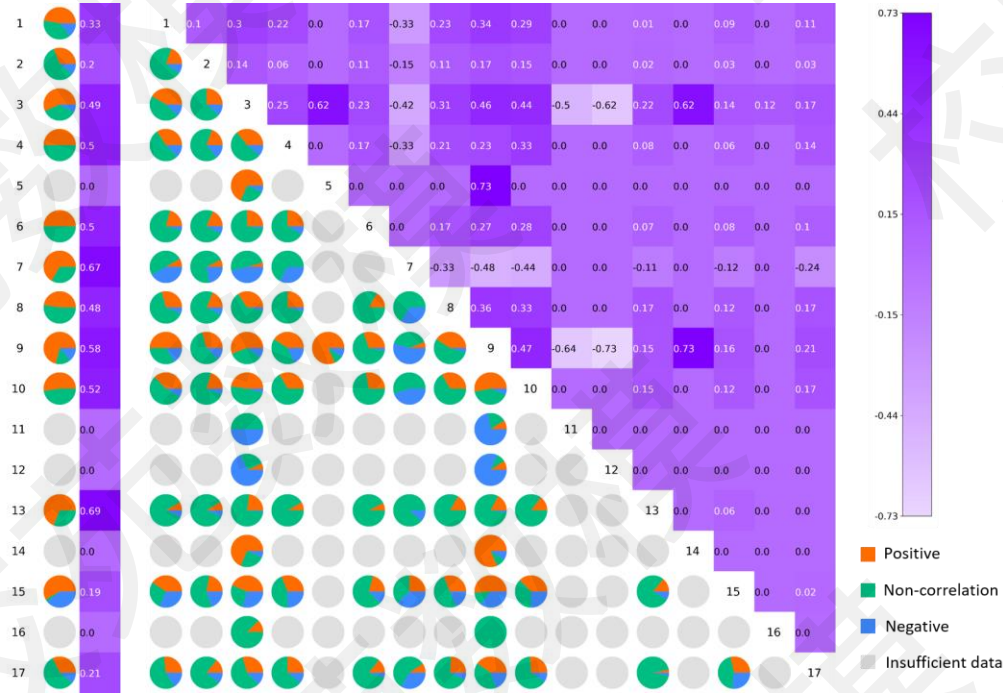 1 0.33 1 0.1 0.3 0.22 0.0 0.17 -0.33 0.23 0.34 0.29 0.0 0.0 0.01 0.0 0.09 0.0 0.11
2 0.2 2 0.14 0.06 0.0 0.11 -0.15 0.11 0.17 0.15 0.0 0.0 0.02 0.0 0.03 0.0 0.03
3 0.49 3 0.25 0.62 0.23 -0.42 0.31 0.46 0.44 -0.5 -0.62 0.22 0.62 0.14 0.12 0.17
4 0.5 4 0.0 0.17 -0.33 0.21 0.23 0.33 0.0 0.0 0.08 0.0 0.06 0.0 0.14
5 0.0 5 0.0 0.0 0.0 0.73 0.0 0.0 0.0 0.0 0.0 0.0 0.0 0.0
6 0.5 6 0.0 0.17 0.27 0.28 0.0 0.0 0.07 0.0 0.08 0.0 0.1
7 0.67 7 -0.33 -0.48 -0.44 0.0 0.0 -0.11 0.0 -0.12 0.0 -0.24
8 0.48 8 0.36 0.33 0.0 0.0 0.17 0.0 0.12 0.0 0.17
9 0.58 9 0.47 -0.64 -0.73 0.15 0.73 0.16 0.0 0.21
10 0.52 10 0.0 0.0 0.15 0.0 0.12 0.0 0.17
11 0.0 11 0.0 0.0 0.0 0.0 0.0 0.0
12 0.0 12 0.0 0.0 0.0 0.0 0.0
13 0.69 13 0.0 0.06 0.0 0.0
14 0.0 14 0.0 0.0 0.0
15 0.19 15 0.0 0.02
16 0.0 16 0.0
17 0.21 17
0.73
0.44
0.15
-0.15
-0.44
-0.73
Positive
Non-correlation
Negative
Insufficient data